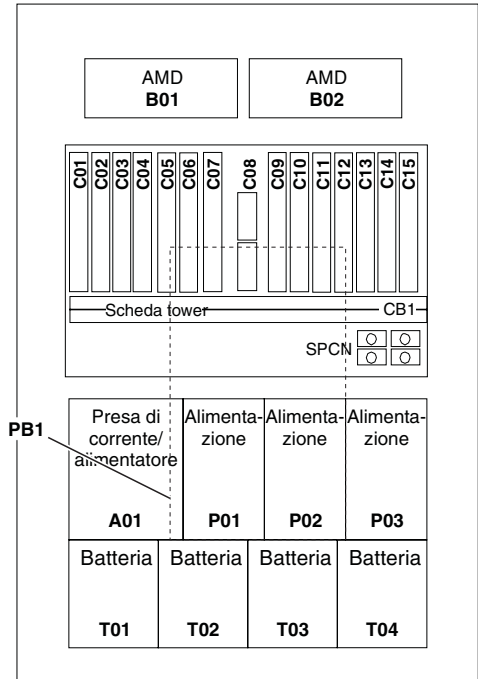 AMD
B01
AMD
B02
C01
C02
C03
C04
C05
C06
C07
C08
C09
C10
C11
C12
C13
C14
C15
Scheda tower
CB1
SPCN
PB1
Presa di
corrente/
alimentatore
A01
Alimenta-
zione
P01
Alimenta-
zione
P02
Alimenta-
zione
P03
Batteria
T01
Batteria
T02
Batteria
T03
Batteria
T04